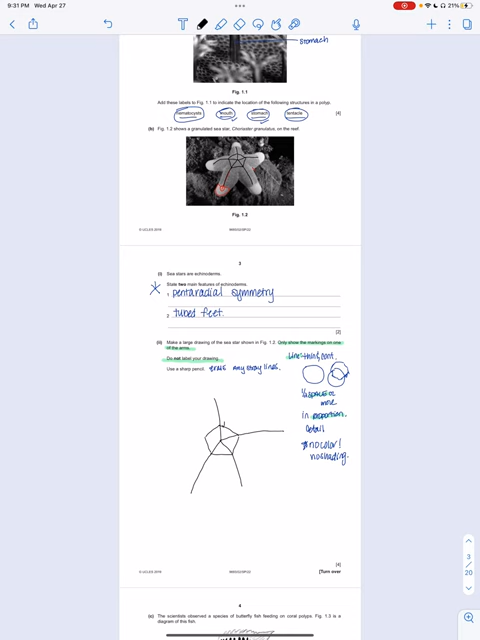 9:31 PM Wed Apr 27
21%
stomach
Fig. 1.1
Add these labels to Fig. 1.1 to indicate the location of the following structures in a polyp.
nematocysts mouth stomach tentacle [4]
(b) Fig. 1.2 shows a granulated sea star, Choriaster granulatus, on the reef.
Fig. 1.2
© UCLES 2019
3
(i) Sea stars are echinoderms.
State two main features of echinoderms.
1 pentaradial symmetry
2 tubed feet.
[2]
(ii) Make a large drawing of the sea star shown in Fig. 1.2. Only show the markings on one of the arms.
Do not label your drawing.
Use a sharp pencil. erase any stray lines.
Line-thin, cont.
more
in proportion.
detail
no color!
no shading.
[4]
© UCLES 2019
[Turn over
4
(c) The scientists observed a species of butterfly fish feeding on coral polyps. Fig. 1.3 is a
diagram of this fish.
3
/
20